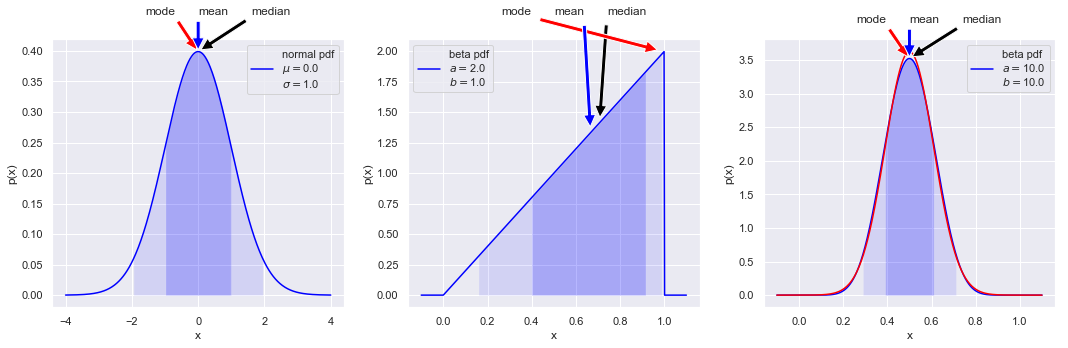 mode mean median
normal pdf
μ = 0.0
σ = 1.0
p(x)
0.40
0.35
0.30
0.25
0.20
0.15
0.10
0.05
0.00
−4 −2 0 2 4
x
mode mean median
beta pdf
a = 2.0
b = 1.0
p(x)
2.00
1.75
1.50
1.25
1.00
0.75
0.50
0.25
0.00
0.0 0.2 0.4 0.6 0.8 1.0
x
mode mean median
beta pdf
a = 10.0
b = 10.0
p(x)
3.5
3.0
2.5
2.0
1.5
1.0
0.5
0.0
0.0 0.2 0.4 0.6 0.8 1.0
x